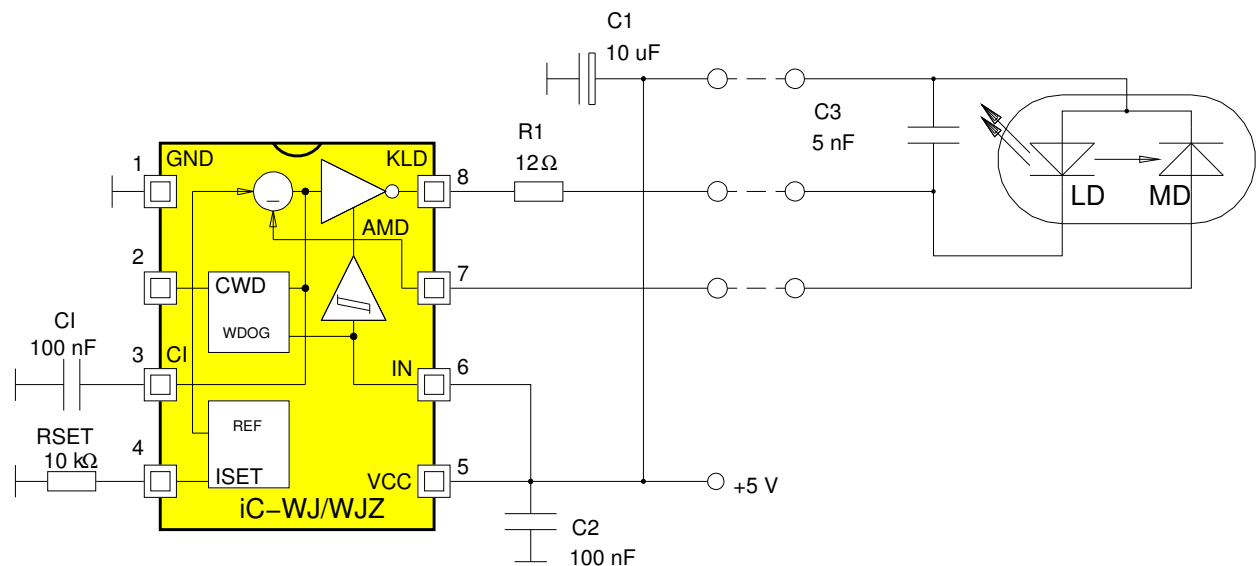 C1
10 uF
C3
5 nF
R1
12Ω
1
GND
KLD
8
–
LD
MD
AMD
2
7
CWD
WDOG
CI
100 nF
3
CI
IN
6
REF
RSET
10 kΩ
4
ISET
VCC
5
+5 V
iC–WJ/WJZ
C2
100 nF